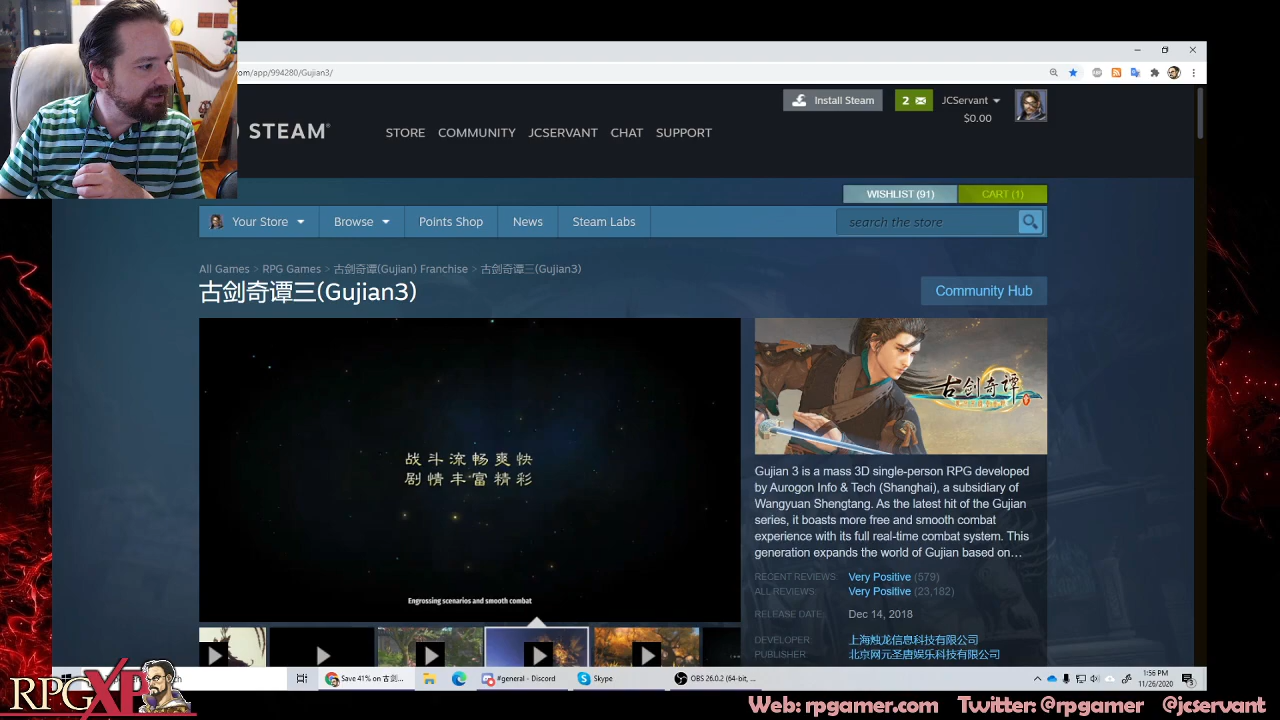 com/app/994280/Gujian3/
Install Steam
2
JCServant
$0.00
STEAM®
STORE COMMUNITY JCSERVANT CHAT SUPPORT
WISHLIST (91)
CART (1)
Your Store Browse Points Shop News Steam Labs
search the store
All Games > RPG Games > 古剑奇谭(Gujian) Franchise > 古剑奇谭三(Gujian3)
古剑奇谭三(Gujian3)
Community Hub
战斗流畅爽快
剧情丰富精彩
Engrossing scenarios and smooth combat
古剑奇谭
Gujian 3 is a mass 3D single-person RPG developed
by Aurogon Info & Tech (Shanghai), a subsidiary of
Wangyuan Shengtang. As the latest hit of the Gujian
series, it boasts more free and smooth combat
experience with its full real-time combat system. This
generation expands the world of Gujian based on…
RECENT REVIEWS: Very Positive (579)
ALL REVIEWS: Very Positive (23,182)
RELEASE DATE: Dec 14, 2018
DEVELOPER: 上海烛龙信息科技有限公司
PUBLISHER: 北京网元圣唐娱乐科技有限公司
Save 41% on 古剑...
#general - Discord
Skype
OBS 26.0.2 (64-bit, ...
1:56 PM
11/26/2020
RPGXP
Web: rpgamer.com Twitter: @rpgamer @jcservant